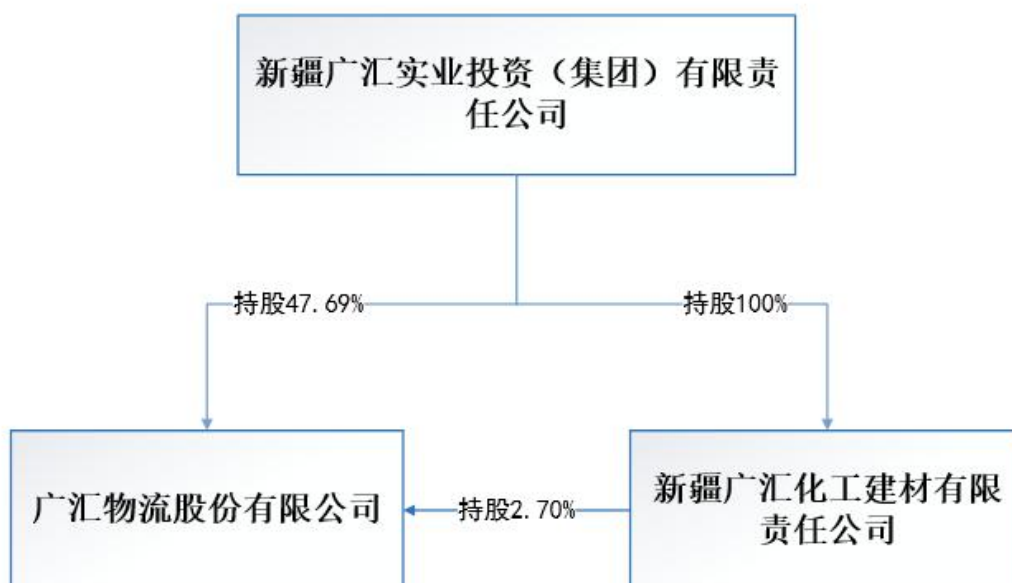 新疆广汇实业投资（集团）有限责
任公司
持股47.69%
持股100%
广汇物流股份有限公司
持股2.70%
新疆广汇化工建材有限
责任公司